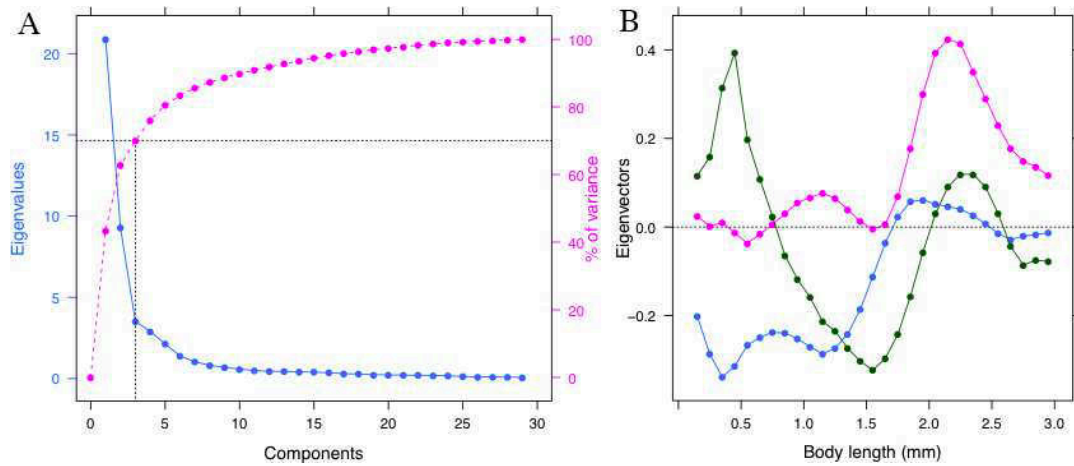 A
B
Eigenvalues
20
15
10
5
0
100
80
60
40
20
0
% of variance
0 5 10 15 20 25 30
Components
Eigenvectors
0.4
0.2
0.0
−0.2
0.5 1.0 1.5 2.0 2.5 3.0
Body length (mm)